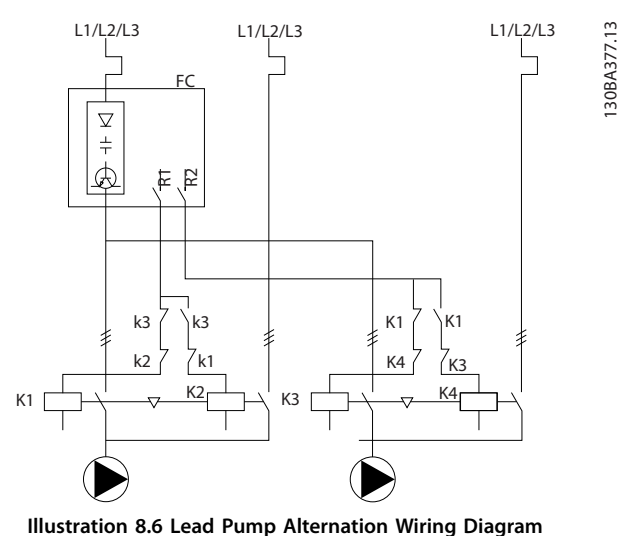 L1/L2/L3
L1/L2/L3
L1/L2/L3
130BA377.13
FC
R1
R2
k3
k3
K1
K1
k2
k1
K4
K3
K1
K2
K3
K4
Illustration 8.6 Lead Pump Alternation Wiring Diagram